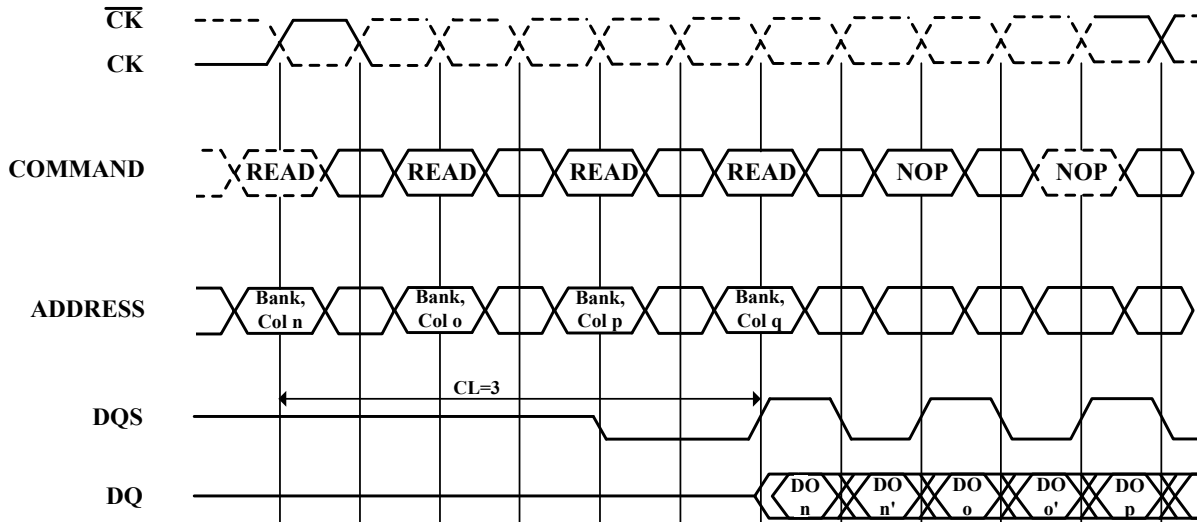 CK
CK
COMMAND
READ
READ
READ
READ
NOP
NOP
ADDRESS
Bank,
Col n
Bank,
Col o
Bank,
Col p
Bank,
Col q
CL=3
DQS
DQ
DO
n
DO
n'
DO
o
DO
o'
DO
p